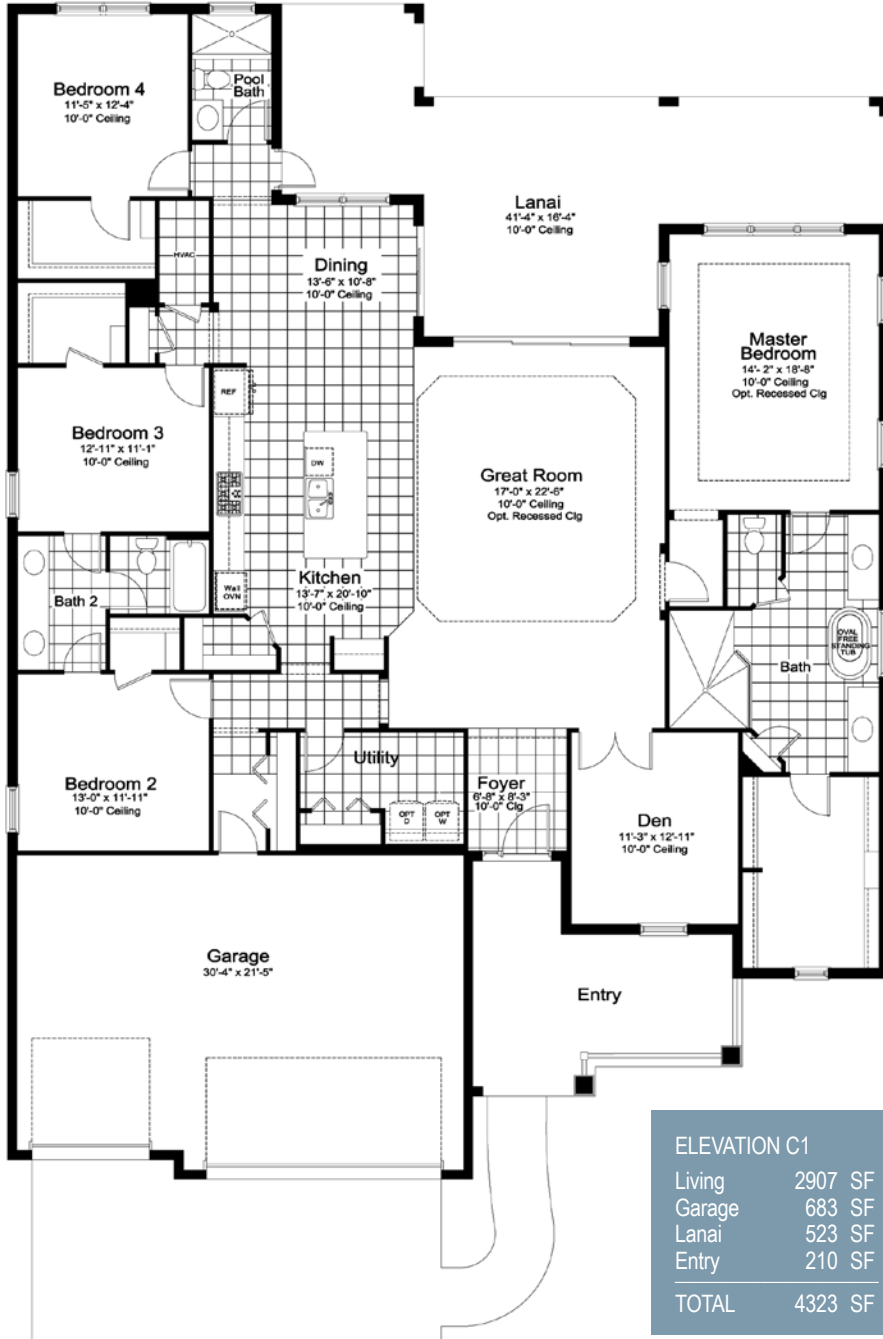 Bedroom 4
11'-5" x 12'-4"
10'-0" Ceiling
Pool
Bath
Lanai
41'-4" x 16'-4"
10'-0" Ceiling
HVAC
Dining
13'-6" x 10'-8"
10'-0" Ceiling
Master
Bedroom
14'- 2" x 18'-8"
10'-0" Ceiling
Opt. Recessed Clg
REF
Bedroom 3
12'-11" x 11'-1"
10'-0" Ceiling
DW
Great Room
17'-0" x 22'-6"
10'-0" Ceiling
Opt. Recessed Clg
Kitchen
13'-7" x 20'-10"
10'-0" Ceiling
Wall
OVN
Bath 2
OVAL
FREE
STANDING
TUB
Bath
Utility
OPT
D
OPT
W
Bedroom 2
13'-0" x 11'-11"
10'-0" Ceiling
Foyer
6'-8" x 8'-3"
10'-0" Clg
Den
11'-3" x 12'-11"
10'-0" Ceiling
Garage
30'-4" x 21'-5"
Entry
ELEVATION C1
Living 2907 SF
Garage 683 SF
Lanai 523 SF
Entry 210 SF
TOTAL 4323 SF